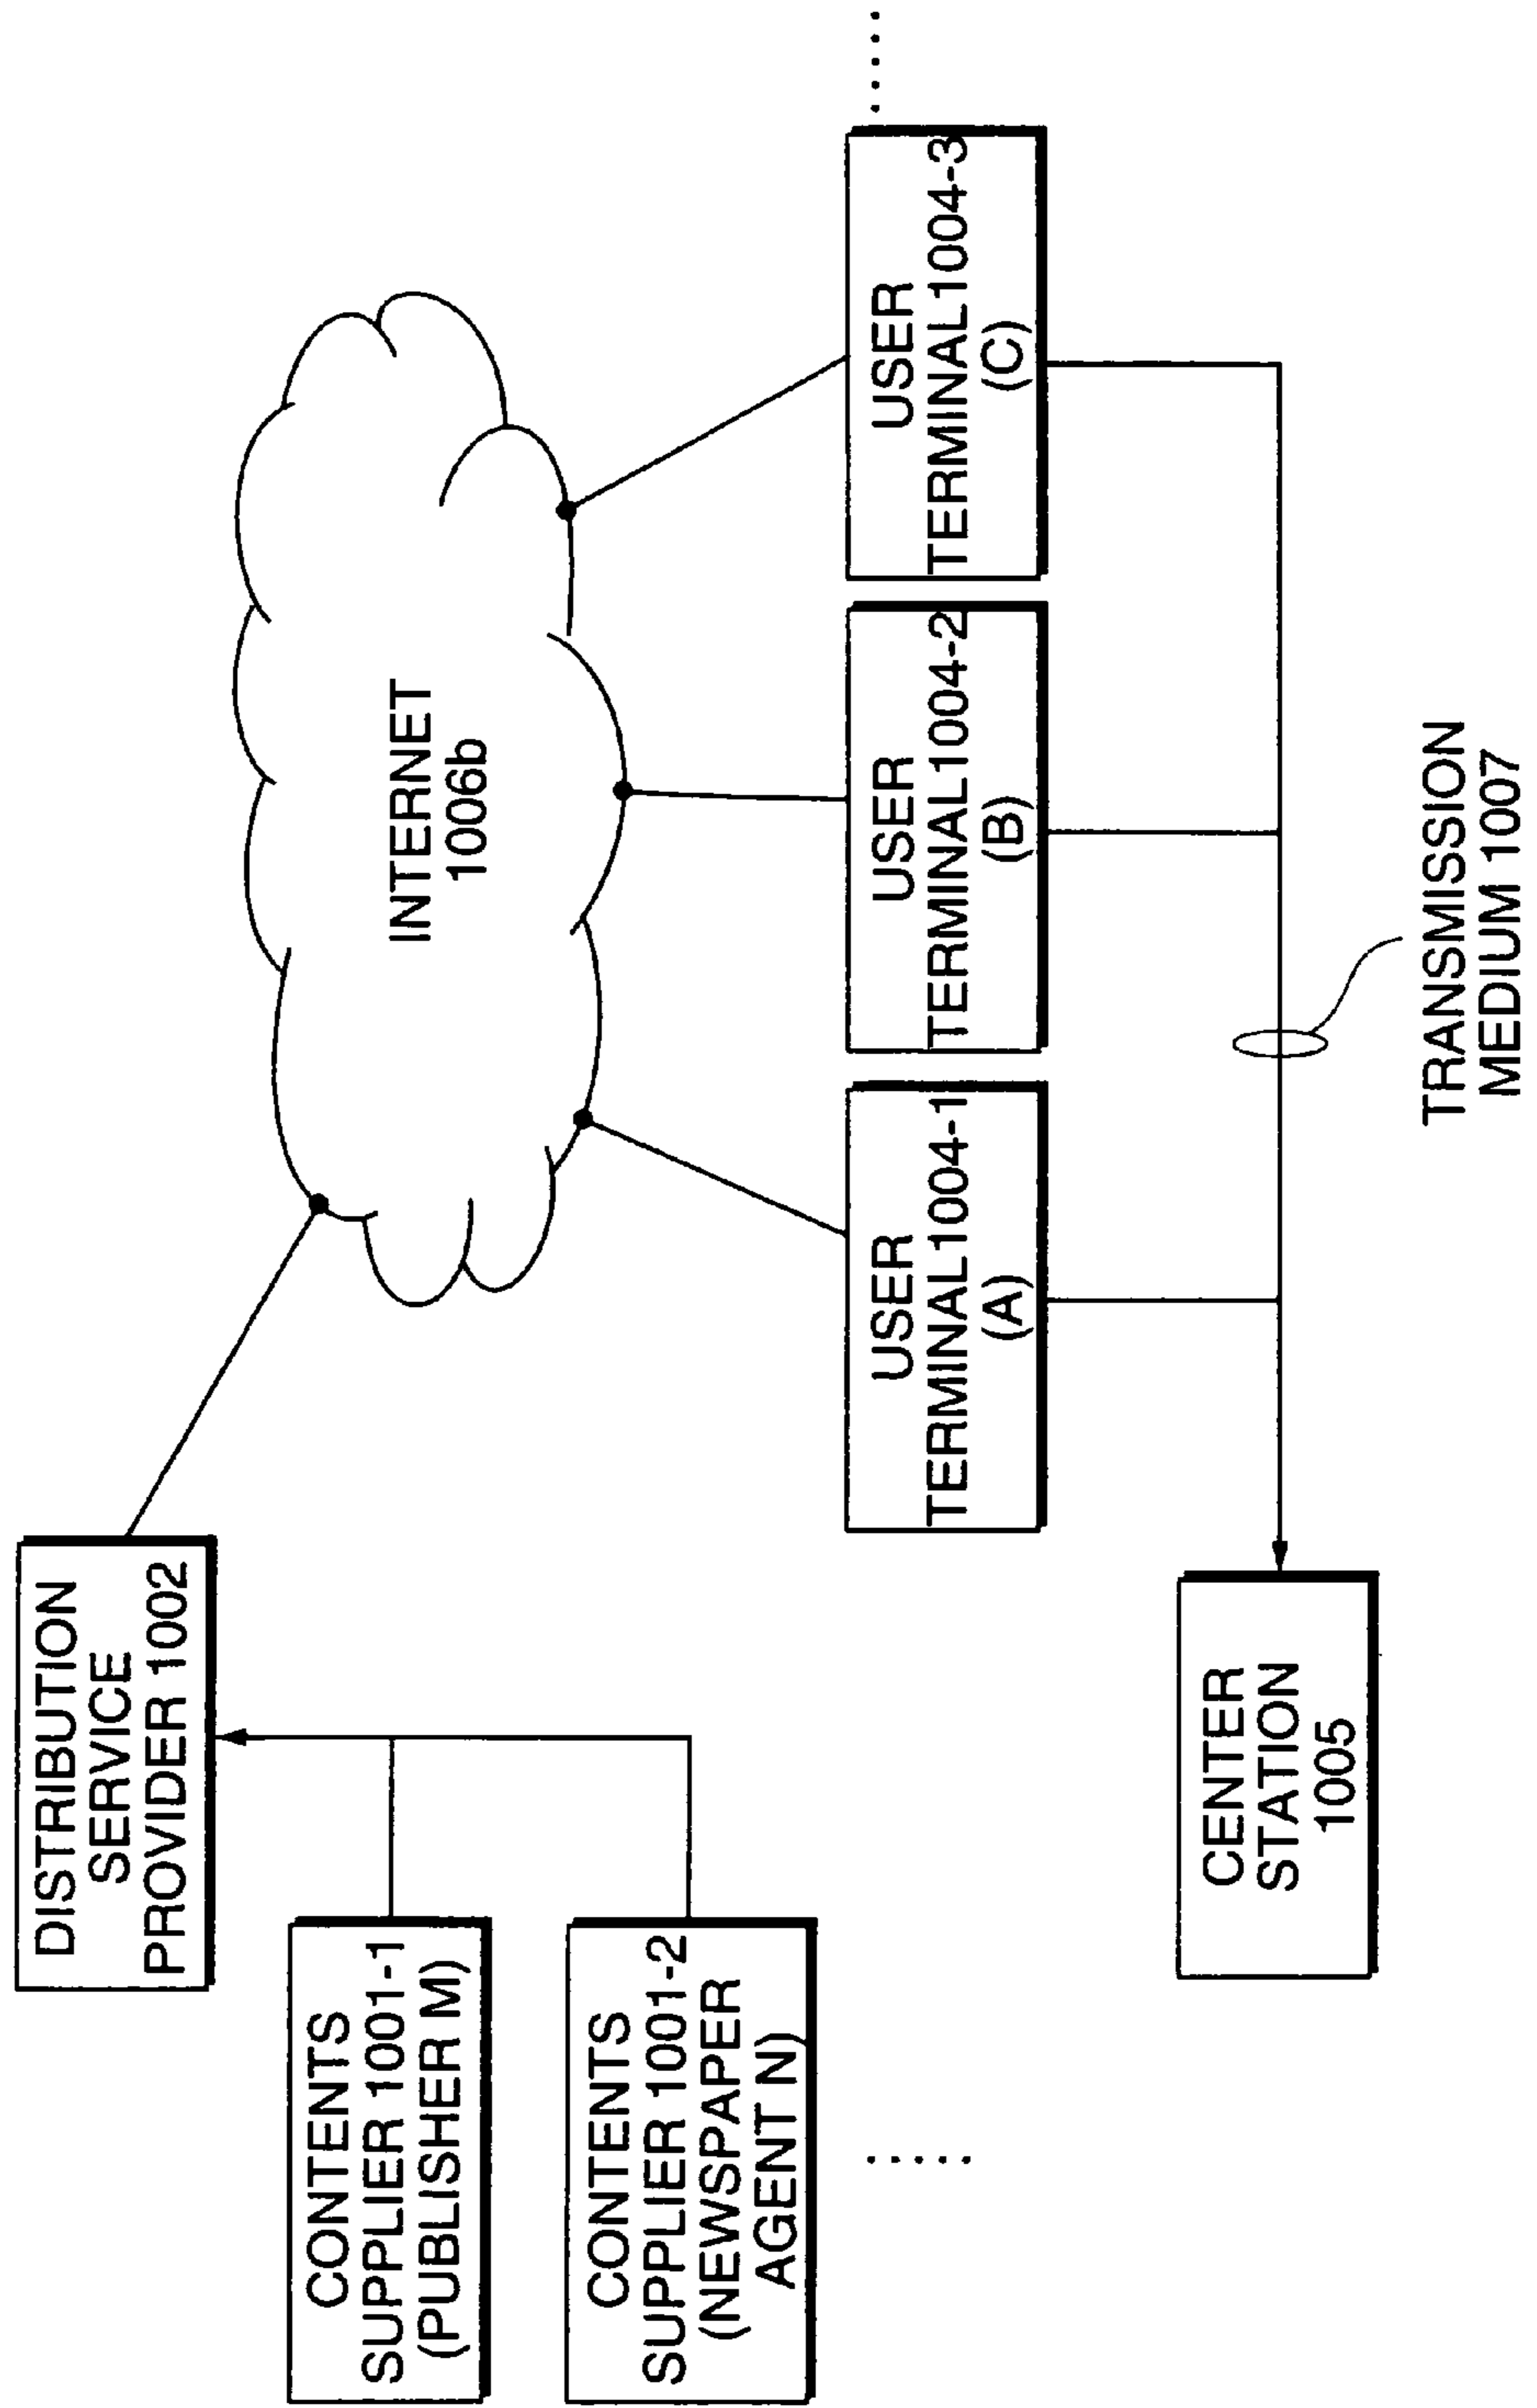 DISTRIBUTION
SERVICE
PROVIDER 1002
CONTENTS
SUPPLIER 1001-1
(PUBLISHER M)
CONTENTS
SUPPLIER 1001-2
(NEWSPAPER
AGENT N)
.....
INTERNET
1006b
USER
TERMINAL1004-1
(A)
USER
TERMINAL1004-2
(B)
USER
TERMINAL1004-3
(C)
.....
CENTER
STATION
1005
TRANSMISSION
MEDIUM 1007